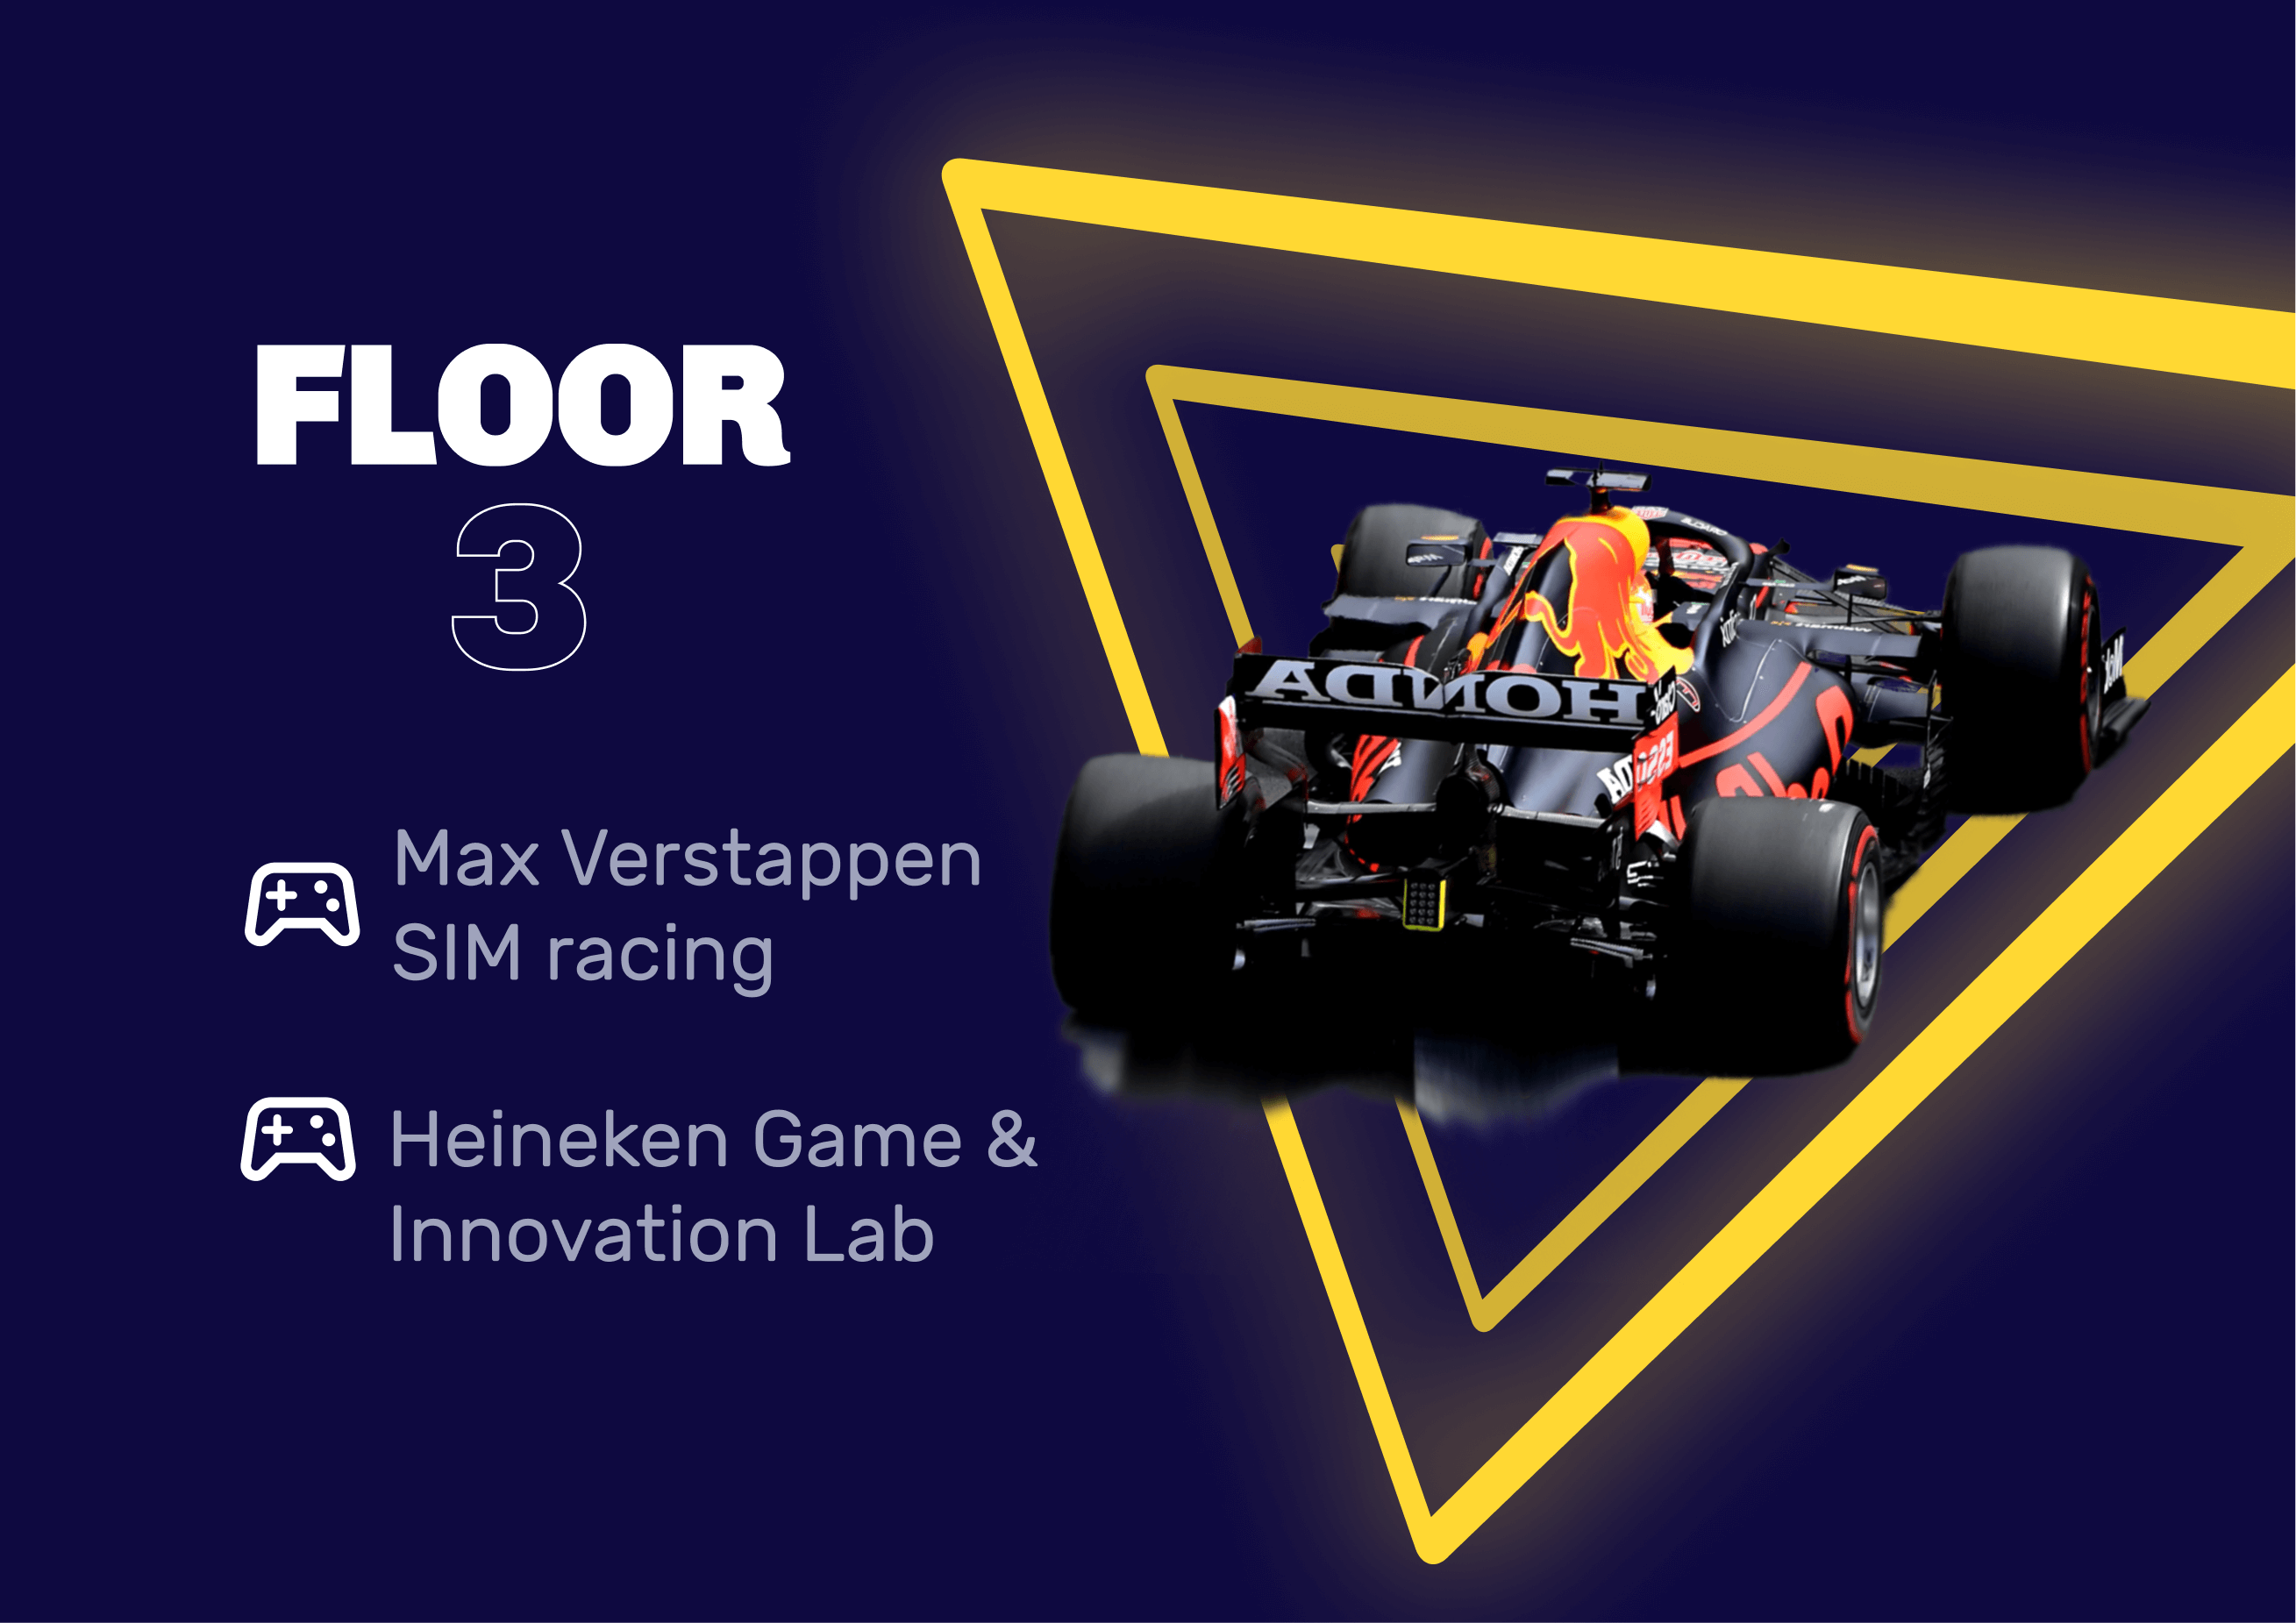 FLOOR
3
Max Verstappen
SIM racing
Heineken Game &
Innovation Lab
HONDA